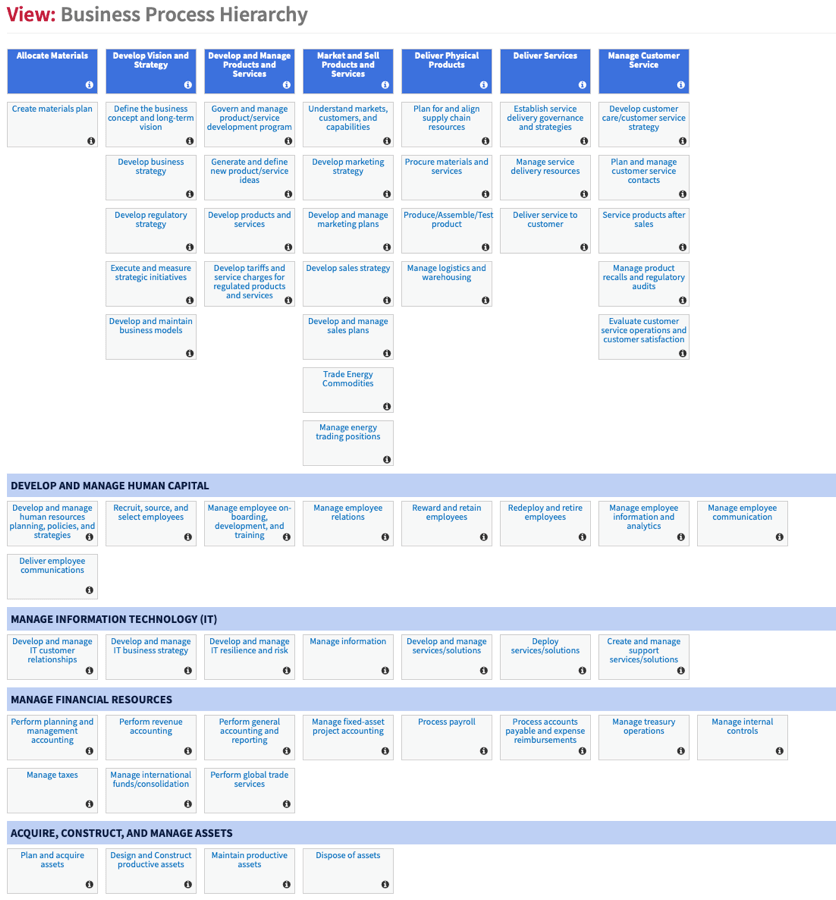 View: Business Process Hierarchy
Allocate Materials
Develop Vision and
Strategy
Develop and Manage
Products and
Services
Market and Sell
Products and
Services
Deliver Physical
Products
Deliver Services
Manage Customer
Service
Create materials plan
Define the business
concept and long-term
vision
Govern and manage
product/service
development program
Understand markets,
customers, and
capabilities
Plan for and align
supply chain
resources
Establish service
delivery governance
and strategies
Develop customer
care/customer service
strategy
Develop business
strategy
Generate and define
new product/service
ideas
Develop marketing
strategy
Procure materials and
services
Manage service
delivery resources
Plan and manage
customer service
contacts
Develop regulatory
strategy
Develop products and
services
Develop and manage
marketing plans
Produce/Assemble/Test
product
Deliver service to
customer
Service products after
sales
Execute and measure
strategic initiatives
Develop tariffs and
service charges for
regulated products
and services
Develop sales strategy
Manage logistics and
warehousing
Manage product
recalls and regulatory
audits
Develop and maintain
business models
Develop and manage
sales plans
Evaluate customer
service operations and
customer satisfaction
Trade Energy
Commodities
Manage energy
trading positions
DEVELOP AND MANAGE HUMAN CAPITAL
Develop and manage
human resources
planning, policies, and
strategies
Recruit, source, and
select employees
Manage employee on-
boarding,
development, and
training
Manage employee
relations
Reward and retain
employees
Redeploy and retire
employees
Manage employee
information and
analytics
Manage employee
communication
Deliver employee
communications
MANAGE INFORMATION TECHNOLOGY (IT)
Develop and manage
IT customer
relationships
Develop and manage
IT business strategy
Develop and manage
IT resilience and risk
Manage information
Develop and manage
services/solutions
Deploy
services/solutions
Create and manage
support
services/solutions
MANAGE FINANCIAL RESOURCES
Perform planning and
management
accounting
Perform revenue
accounting
Perform general
accounting and
reporting
Manage fixed-asset
project accounting
Process payroll
Process accounts
payable and expense
reimbursements
Manage treasury
operations
Manage internal
controls
Manage taxes
Manage international
funds/consolidation
Perform global trade
services
ACQUIRE, CONSTRUCT, AND MANAGE ASSETS
Plan and acquire
assets
Design and Construct
productive assets
Maintain productive
assets
Dispose of assets